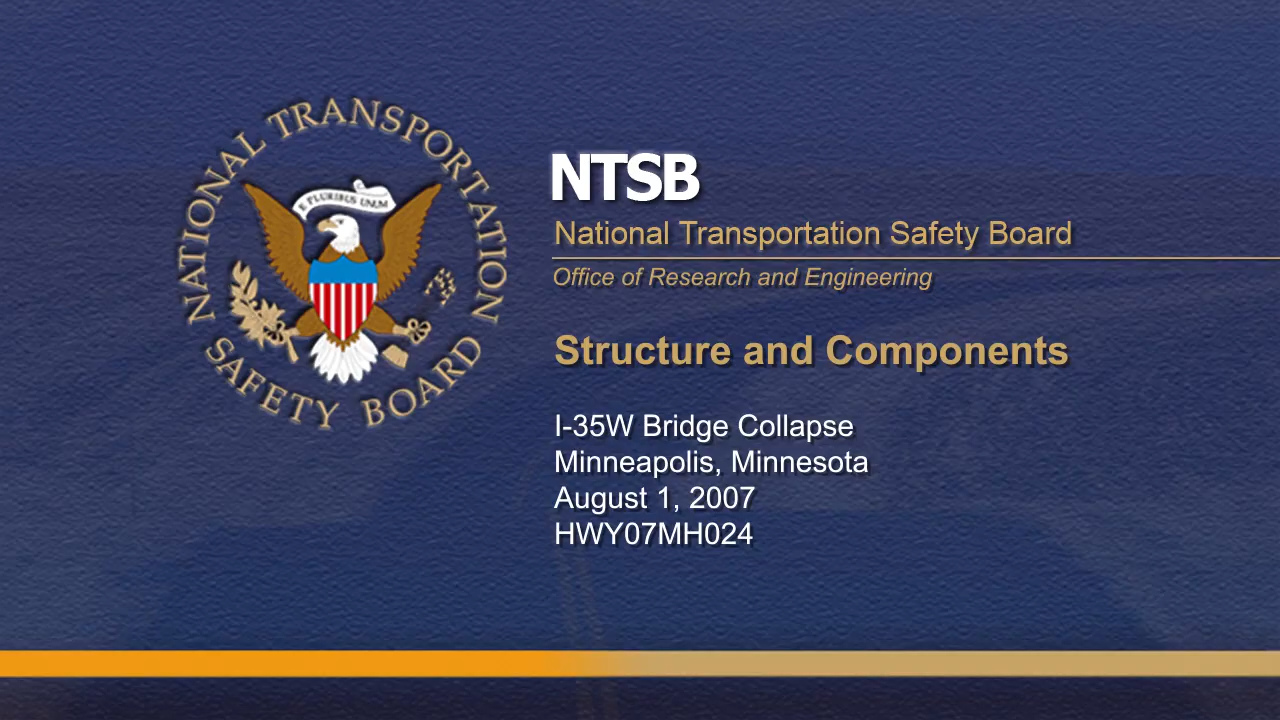 NATIONAL TRANSPORTATION
SAFETY BOARD
E PLURIBUS UNUM
NTSB
National Transportation Safety Board
Office of Research and Engineering
Structure and Components
I-35W Bridge Collapse
Minneapolis, Minnesota
August 1, 2007
HWY07MH024